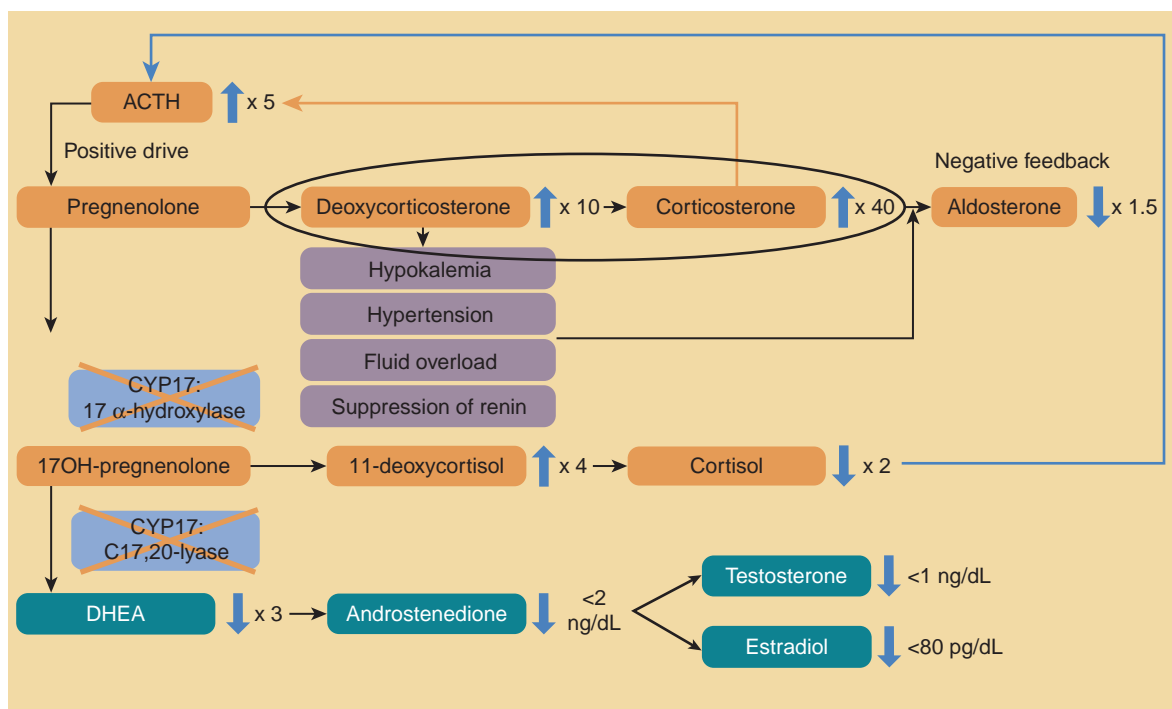 ACTH
x 5
Positive drive
Negative feedback
Pregnenolone
Deoxycorticosterone
x 10
Corticosterone
x 40
Aldosterone
x 1.5
Hypokalemia
Hypertension
Fluid overload
Suppression of renin
CYP17:
17 α-hydroxylase
17OH-pregnenolone
11-deoxycortisol
x 4
Cortisol
x 2
CYP17:
C17,20-lyase
DHEA
x 3
Androstenedione
<2
ng/dL
Testosterone
<1 ng/dL
Estradiol
<80 pg/dL